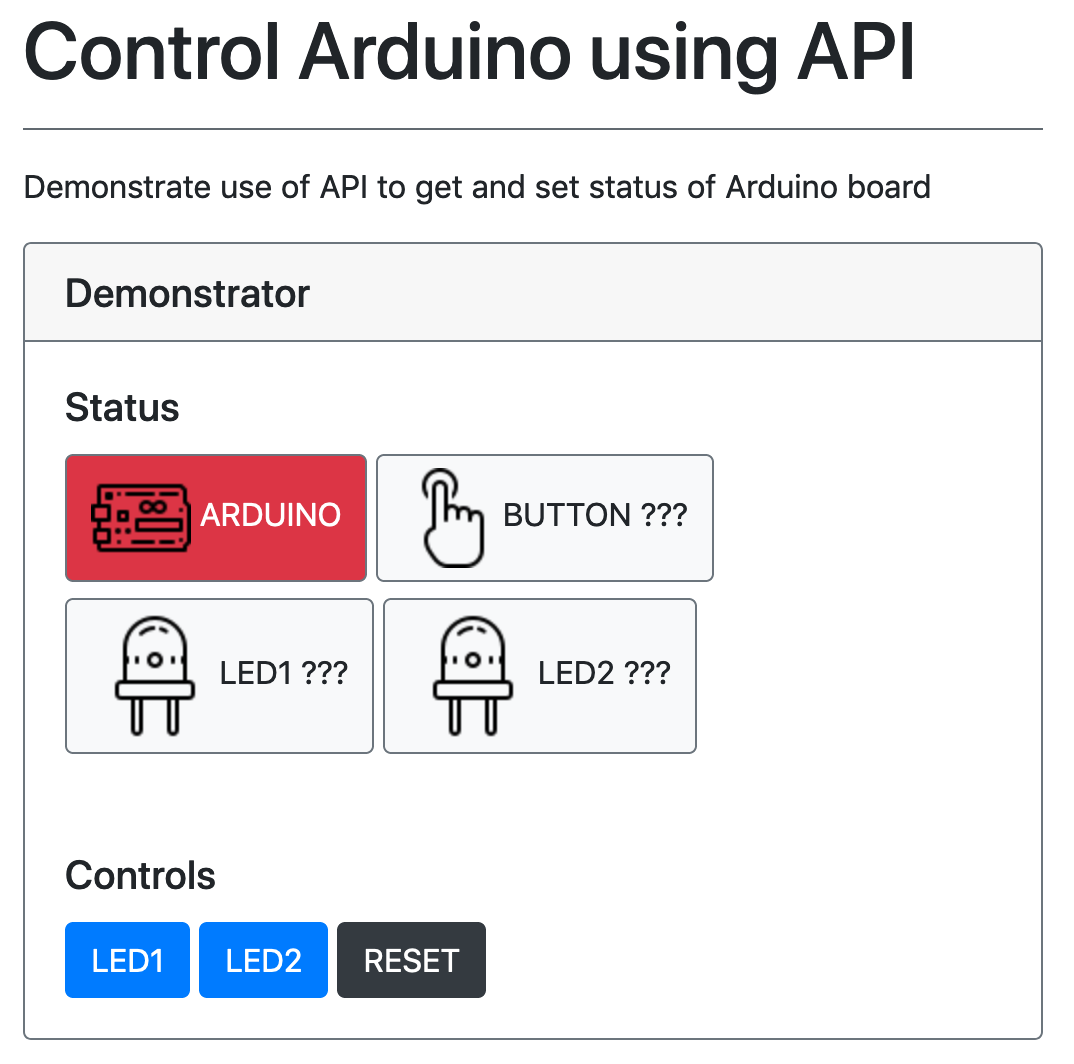 Control Arduino using API
Demonstrate use of API to get and set status of Arduino board
Demonstrator
Status
ARDUINO
BUTTON ???
LED1 ???
LED2 ???
Controls
LED1
LED2
RESET